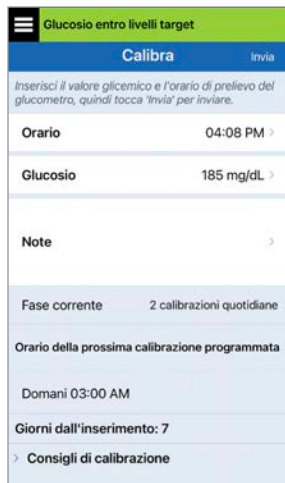 Glucosio entro livelli target
Calibra
Invia
Inserisci il valore glicemico e l'orario di prelievo del
glucometro, quindi tocca 'Invia' per inviare.
Orario 04:08 PM
Glucosio 185 mg/dL
Note
Fase corrente 2 calibrazioni quotidiane
Orario della prossima calibrazione programmata
Domani 03:00 AM
Giorni dall'inserimento: 7
Consigli di calibrazione